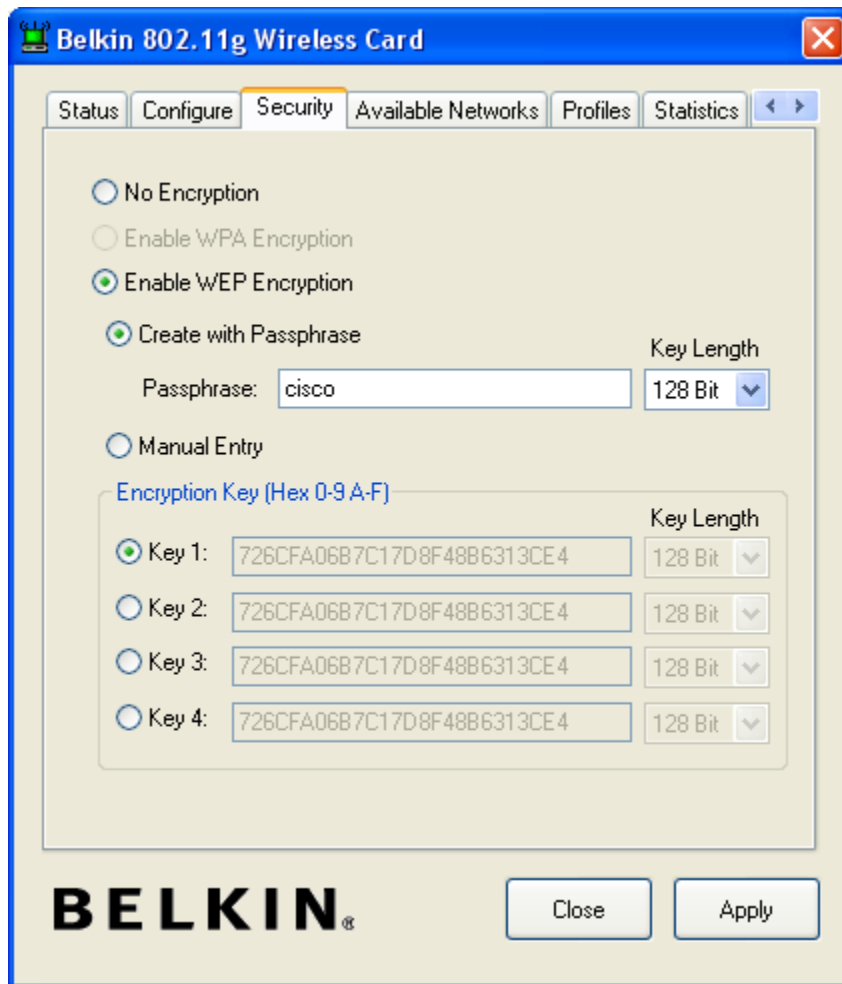 Belkin 802.11g Wireless Card
Status Configure Security Available Networks Profiles Statistics
No Encryption
Enable WPA Encryption
Enable WEP Encryption
Create with Passphrase
Key Length
Passphrase: cisco 128 Bit
Manual Entry
Encryption Key (Hex 0-9 A-F)
Key Length
Key 1: 726CFA06B7C17D8F48B6313CE4 128 Bit
Key 2: 726CFA06B7C17D8F48B6313CE4 128 Bit
Key 3: 726CFA06B7C17D8F48B6313CE4 128 Bit
Key 4: 726CFA06B7C17D8F48B6313CE4 128 Bit
BELKIN® Close Apply